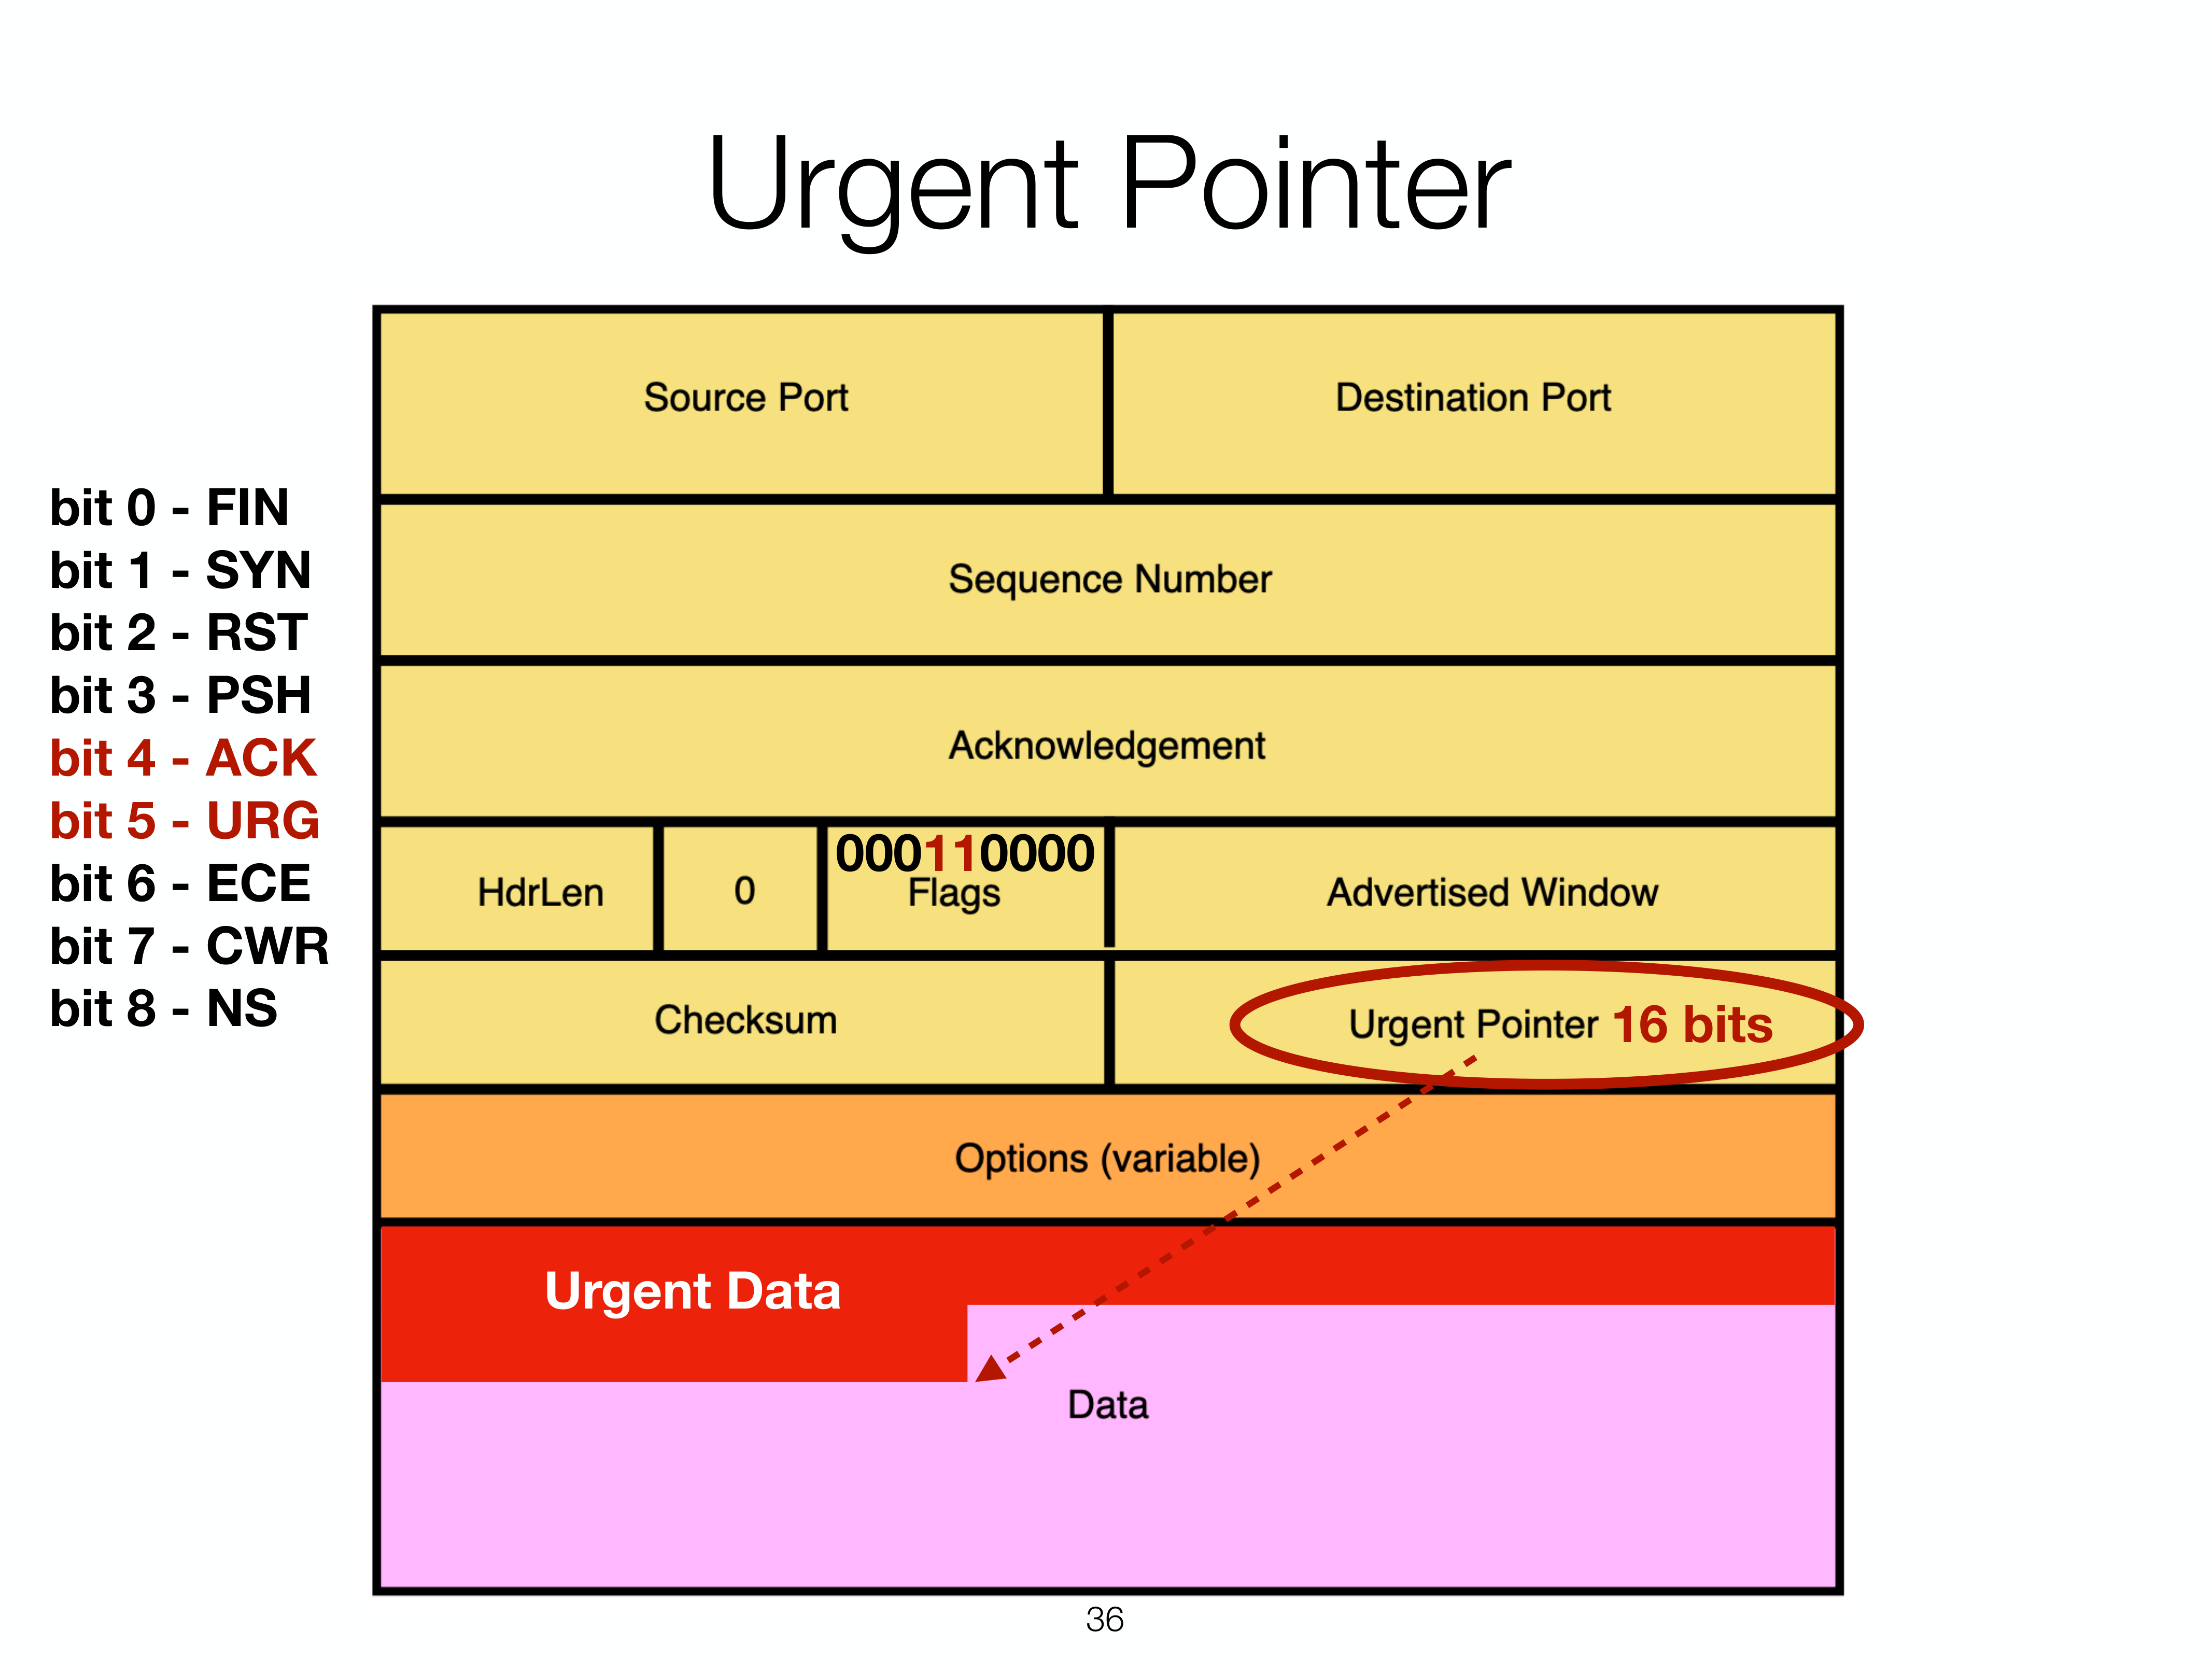 Urgent Pointer
Source Port
Destination Port
bit 0 - FIN
bit 1 - SYN
bit 2 - RST
bit 3 - PSH
bit 4 - ACK
bit 5 - URG
bit 6 - ECE
bit 7 - CWR
bit 8 - NS
Sequence Number
Acknowledgement
HdrLen
0
000110000
Flags
Advertised Window
Checksum
Urgent Pointer 16 bits
Options (variable)
Urgent Data
Data
36